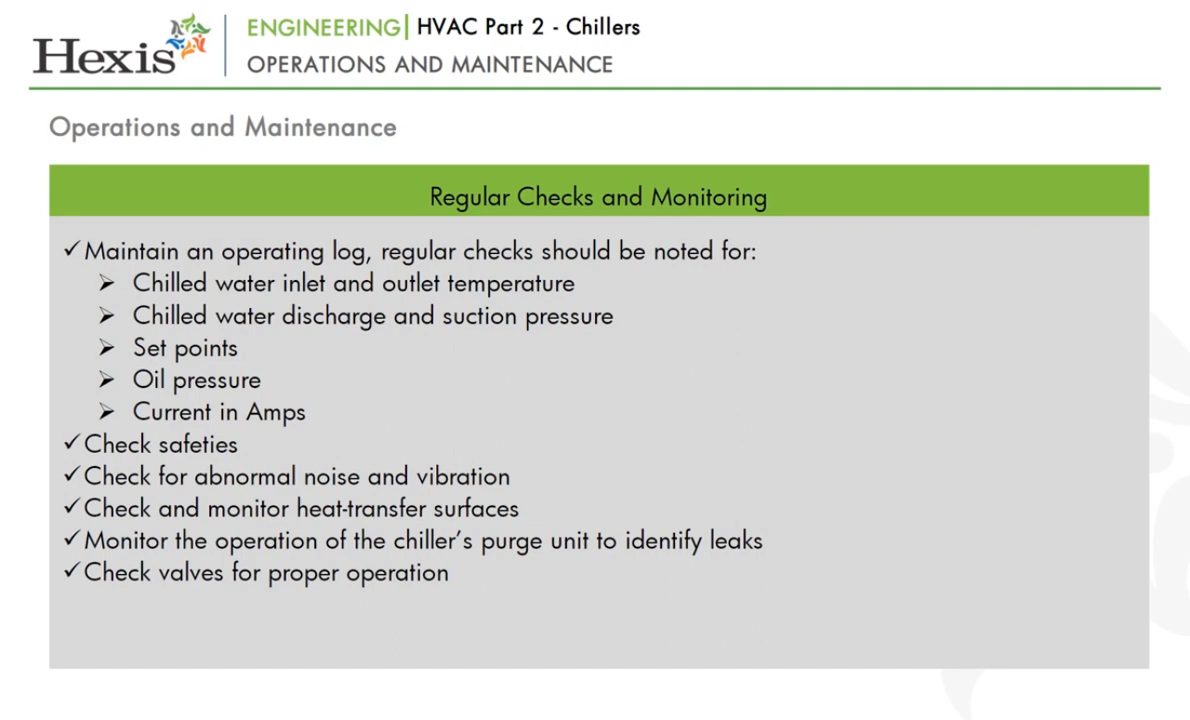 Hexis
ENGINEERING| HVAC Part 2 - Chillers
OPERATIONS AND MAINTENANCE
Operations and Maintenance
Regular Checks and Monitoring
✓ Maintain an operating log, regular checks should be noted for:
➢ Chilled water inlet and outlet temperature
➢ Chilled water discharge and suction pressure
➢ Set points
➢ Oil pressure
➢ Current in Amps
✓ Check safeties
✓ Check for abnormal noise and vibration
✓ Check and monitor heat-transfer surfaces
✓ Monitor the operation of the chiller’s purge unit to identify leaks
✓ Check valves for proper operation